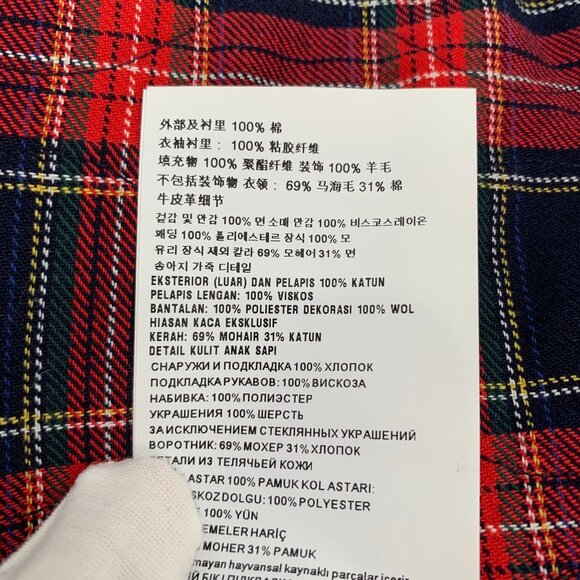 外部及衬里 100% 棉
衣袖衬里：100% 粘胶纤维
填充物 100% 聚酯纤维 装饰 100% 羊毛
不包括装饰物 衣领：69% 马海毛 31% 棉
牛皮革细节
겉감 및 안감 100% 면 소매 안감 100% 비스코스레이온
패딩 100% 폴리에스테르 장식 100% 모
유리 장식 제외 칼라 69% 모헤어 31% 면
송아지 가죽 디테일
EKSTERIOR (LUAR) DAN PELAPIS 100% KATUN
PELAPIS LENGAN: 100% VISKOS
BANTALAN: 100% POLIESTER DEKORASI 100% WOL
HIASAN KACA EKSKLUSIF
KERAH: 69% MOHAIR 31% KATUN
DETAIL KULIT ANAK SAPI
СНАРУЖИ И ПОДКЛАДКА 100% ХЛОПОК
ПОДКЛАДКА РУКАВОВ: 100% ВИСКОЗА
НАБИВКА: 100% ПОЛИЭСТЕР
УКРАШЕНИЯ 100% ШЕРСТЬ
ЗА ИСКЛЮЧЕНИЕМ СТЕКЛЯННЫХ УКРАШЕНИЙ
ВОРОТНИК: 69% МОХЕР 31% ХЛОПОК
ДЕТАЛИ ИЗ ТЕЛЯЧЬЕЙ КОЖИ
ASTAR 100% PAMUK KOL ASTARI:
SKOZ DOLGU: 100% POLYESTER
100% YÜN
EMELER HARİÇ
MOHER 31% PAMUK
mayan hayvansal kaynaklı parçalar içerir